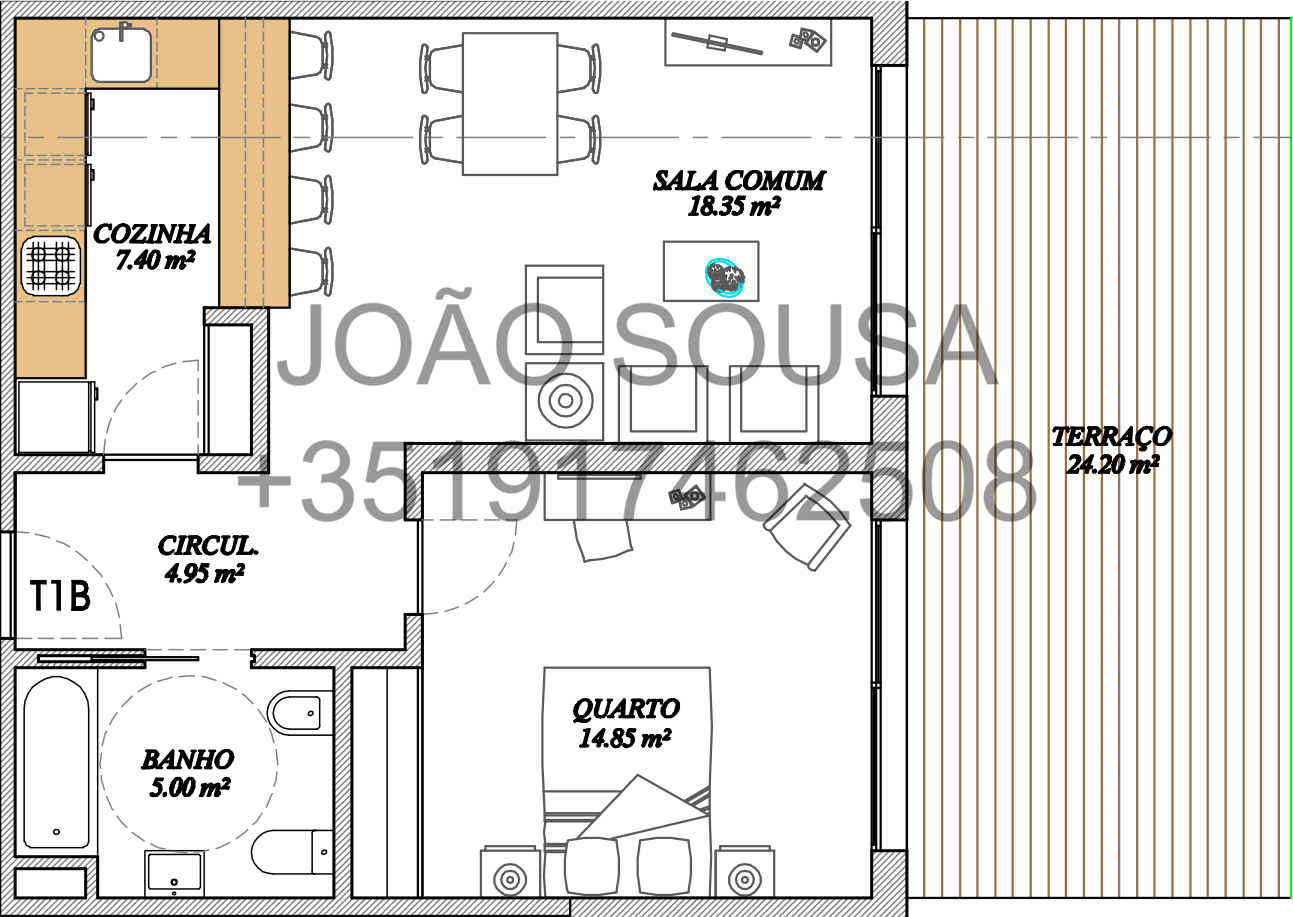 SALA COMUM
18.35 m²
COZINHA
7.40 m²
JOÃO SOUSA
+351917462508
TERRAÇO
24.20 m²
CIRCUL.
4.95 m²
T1B
QUARTO
14.85 m²
BANHO
5.00 m²